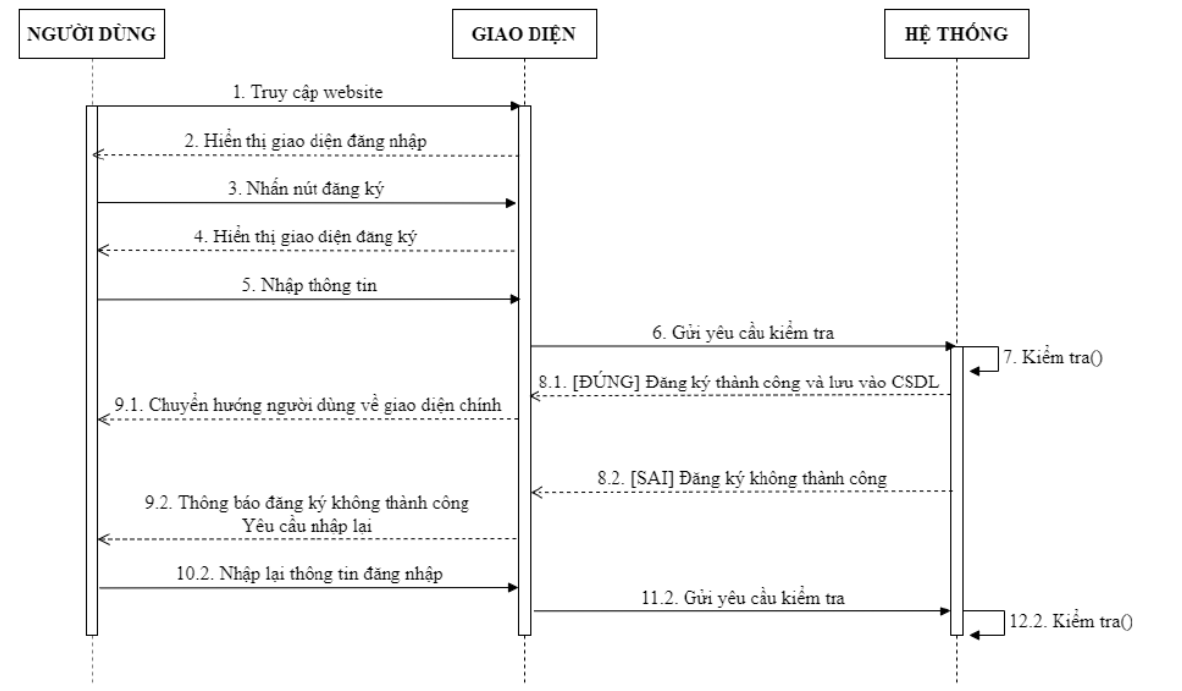 NGƯỜI DÙNG
GIAO DIỆN
HỆ THỐNG
1. Truy cập website
2. Hiển thị giao diện đăng nhập
3. Nhấn nút đăng ký
4. Hiển thị giao diện đăng ký
5. Nhập thông tin
6. Gửi yêu cầu kiểm tra
7. Kiểm tra()
8.1. [ĐÚNG] Đăng ký thành công và lưu vào CSDL
9.1. Chuyển hướng người dùng về giao diện chính
8.2. [SAI] Đăng ký không thành công
9.2. Thông báo đăng ký không thành công
Yêu cầu nhập lại
10.2. Nhập lại thông tin đăng nhập
11.2. Gửi yêu cầu kiểm tra
12.2. Kiểm tra()